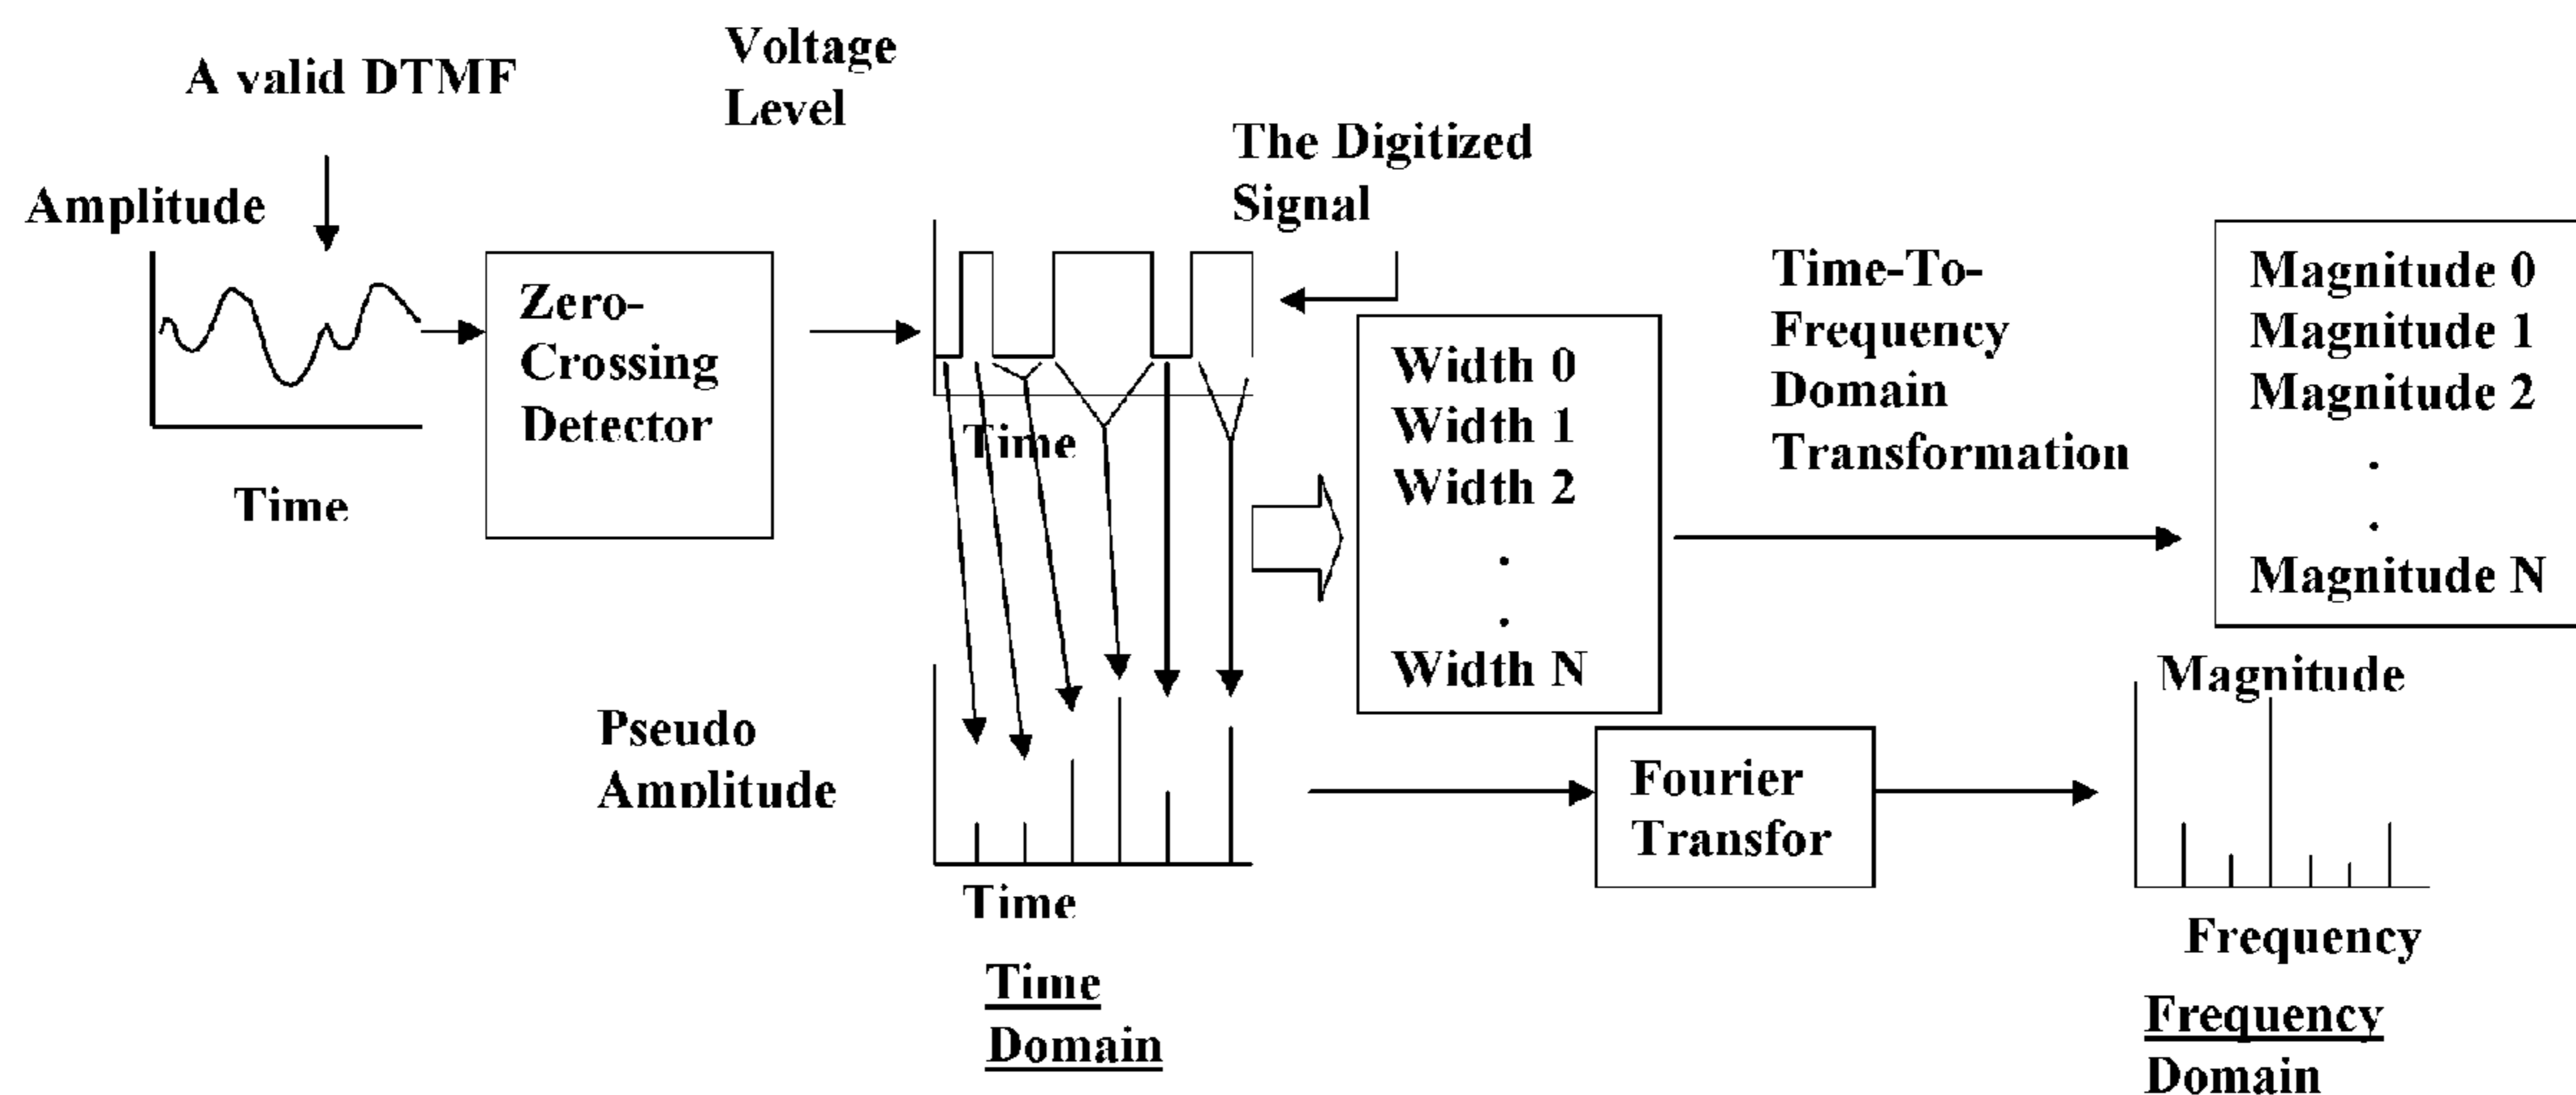 A valid DTMF
Amplitude
Time
Zero-
Crossing
Detector
Voltage
Level
The Digitized
Signal
Time
Width 0
Width 1
Width 2
.
.
Width N
Time-To-
Frequency
Domain
Transformation
Magnitude 0
Magnitude 1
Magnitude 2
.
.
Magnitude N
Pseudo
Amplitude
Time
Time
Domain
Fourier
Transfor
Magnitude
Frequency
Frequency
Domain